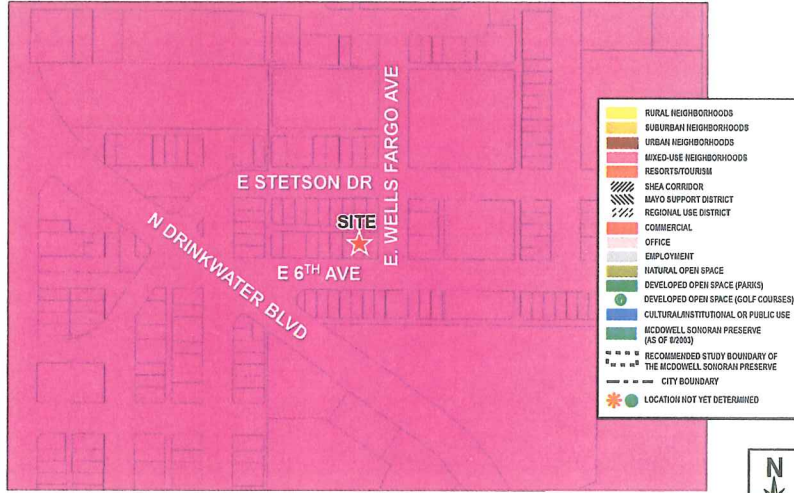 E. WELLS FARGO AVE
E STETSON DR
SITE
N DRINKWATER BLVD
E 6TH AVE
RURAL NEIGHBORHOODS
SUBURBAN NEIGHBORHOODS
URBAN NEIGHBORHOODS
MIXED-USE NEIGHBORHOODS
RESORTS/TOURISM
SHEA CORRIDOR
MAYO SUPPORT DISTRICT
REGIONAL USE DISTRICT
COMMERCIAL
OFFICE
EMPLOYMENT
NATURAL OPEN SPACE
DEVELOPED OPEN SPACE (PARKS)
DEVELOPED OPEN SPACE (GOLF COURSES)
CULTURAL/INSTITUTIONAL OR PUBLIC USE
MCDOWELL SONORAN PRESERVE
(AS OF 8/2003)
RECOMMENDED STUDY BOUNDARY OF
THE MCDOWELL SONORAN PRESERVE
CITY BOUNDARY
LOCATION NOT YET DETERMINED
N